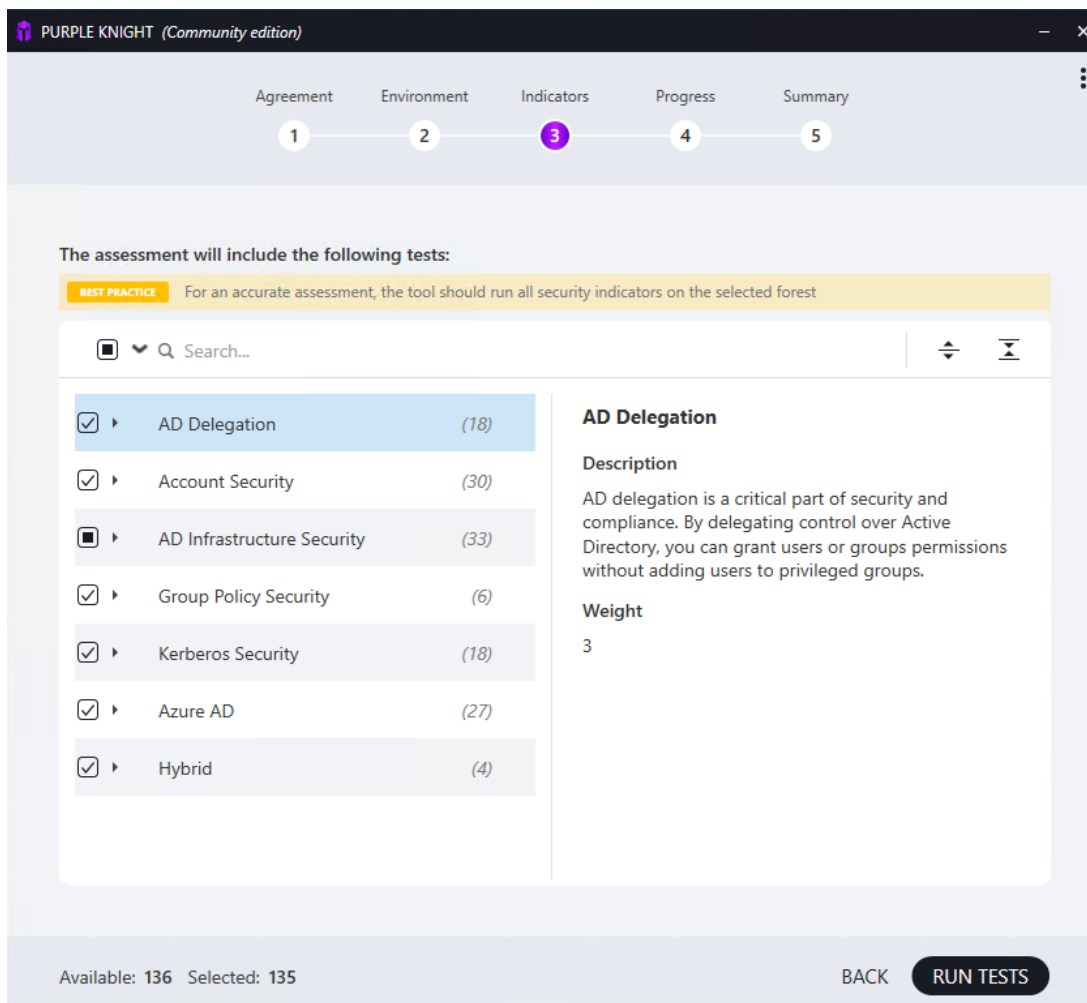 PURPLE KNIGHT (Community edition)
Agreement Environment Indicators Progress Summary
1 2 3 4 5
The assessment will include the following tests:
BEST PRACTICE For an accurate assessment, the tool should run all security indicators on the selected forest
Search...
AD Delegation (18)
Account Security (30)
AD Infrastructure Security (33)
Group Policy Security (6)
Kerberos Security (18)
Azure AD (27)
Hybrid (4)
AD Delegation
Description
AD delegation is a critical part of security and
compliance. By delegating control over Active
Directory, you can grant users or groups permissions
without adding users to privileged groups.
Weight
3
Available: 136 Selected: 135
BACK RUN TESTS